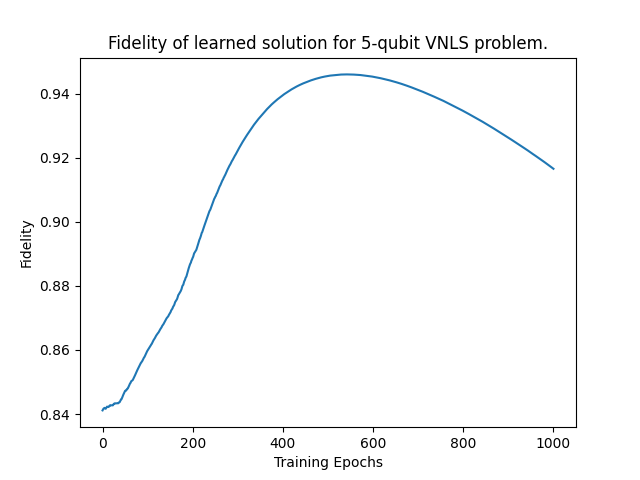 Fidelity of learned solution for 5-qubit VNLS problem.
0.94
0.92
0.90
0.88
0.86
0.84
Fidelity
0 200 400 600 800 1000
Training Epochs